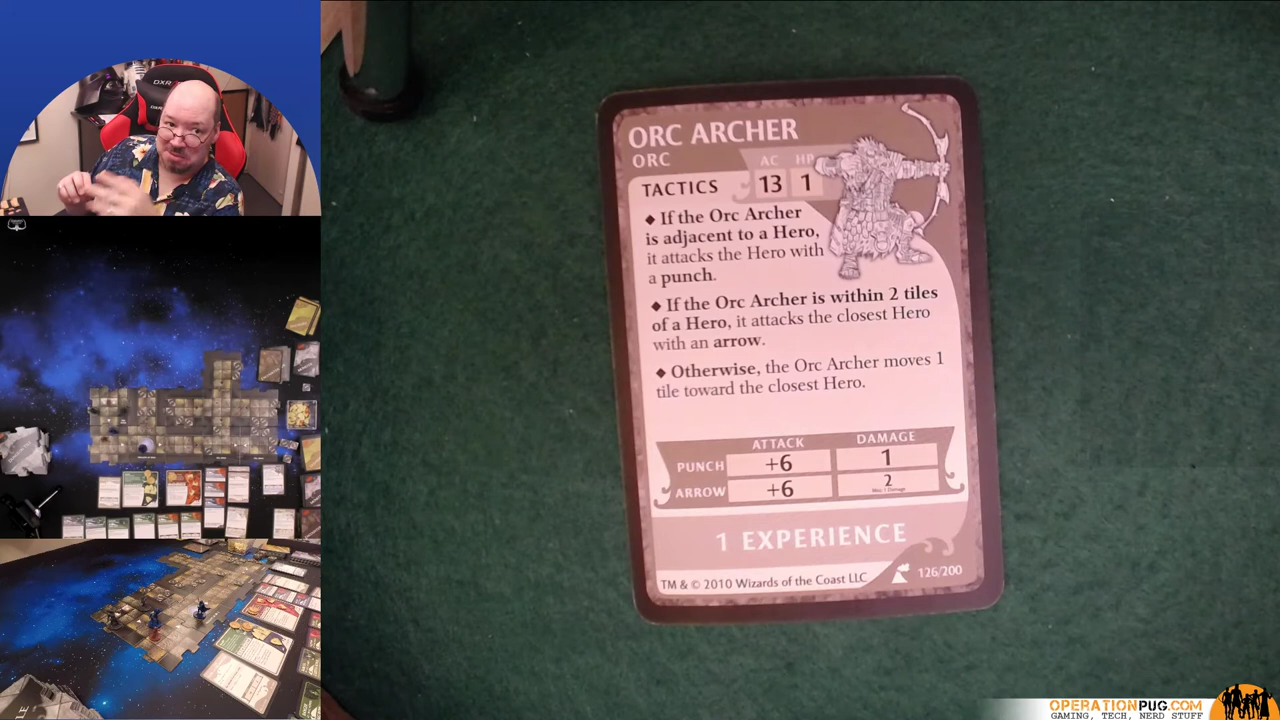 DXR
ORC ARCHER
ORC
AC HP
TACTICS 13 1
◆ If the Orc Archer
is adjacent to a Hero,
it attacks the Hero with
a punch.
◆ If the Orc Archer is within 2 tiles
of a Hero, it attacks the closest Hero
with an arrow.
◆ Otherwise, the Orc Archer moves 1
tile toward the closest Hero.
ATTACK DAMAGE
PUNCH +6 1
ARROW +6 2
Miss: 1 Damage
1 EXPERIENCE
TM & © 2010 Wizards of the Coast LLC 126/200
OPERATIONPUG.COM
GAMING, TECH, NERD STUFF